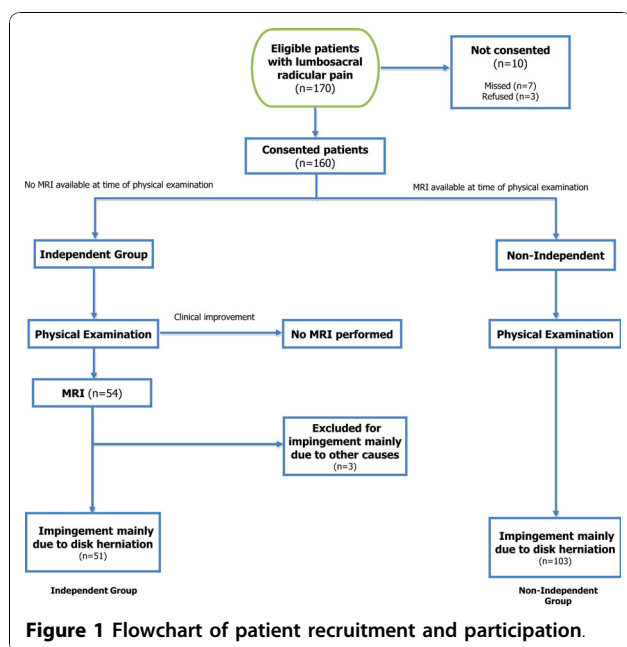 Eligible patients
with lumbosacral
radicular pain
(n=170)
Not consented
(n=10)
Missed (n=7)
Refused (n=3)
Consented patients
(n=160)
No MRI available at time of physical examination
MRI available at time of physical examination
Independent Group
Non-Independent
Physical Examination
Clinical improvement
No MRI performed
Physical Examination
MRI (n=54)
Excluded for
impingement mainly
due to other causes
(n=3)
Impingement mainly
due to disk herniation
(n=51)
Impingement mainly
due to disk herniation
(n=103)
Independent Group
Non-Independent
Group
Figure 1 Flowchart of patient recruitment and participation.